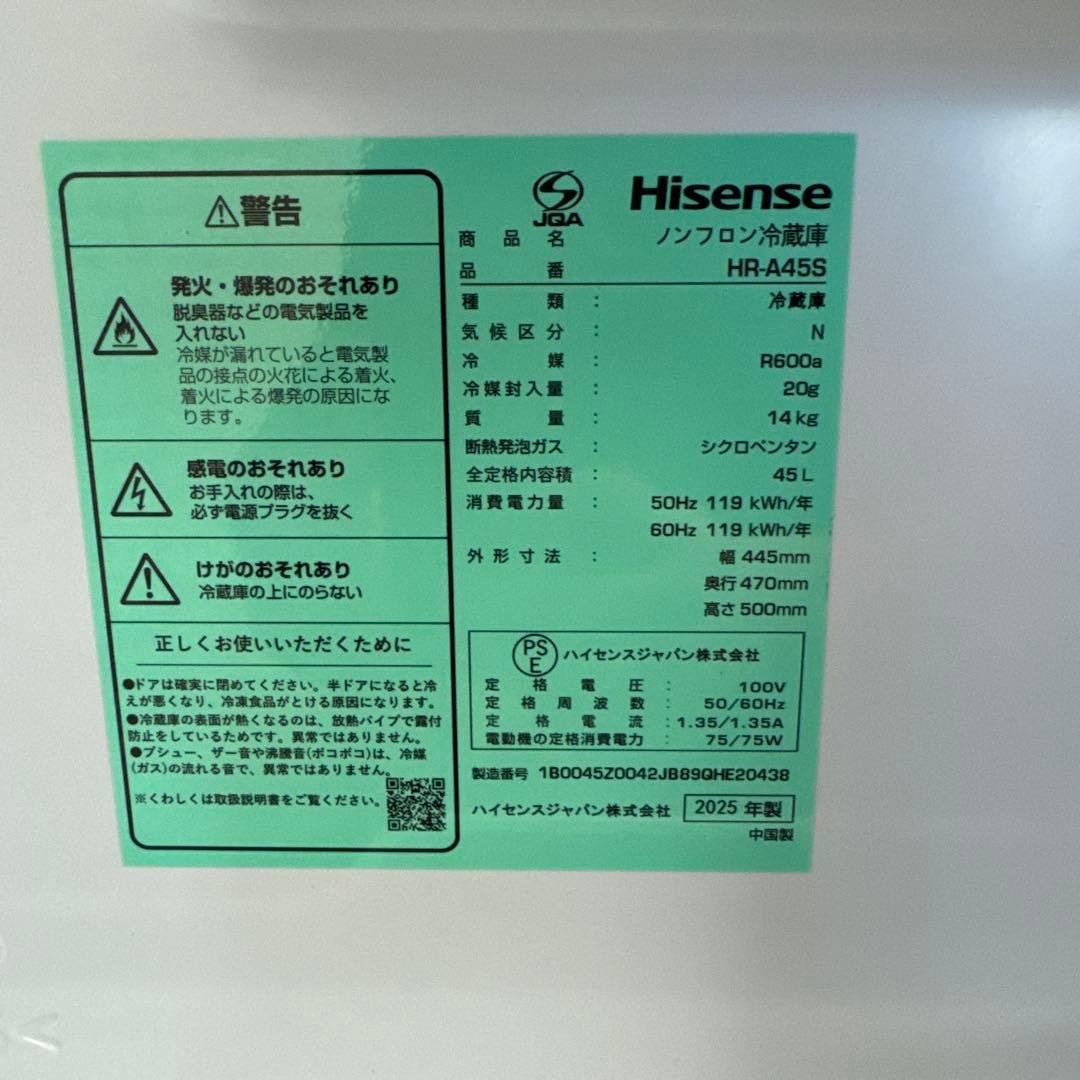 ⚠警告
発火・爆発のおそれあり
脱臭器などの電気製品を
入れない
冷媒が漏れていると電気製
品の接点の火花による着火、
着火による爆発の原因にな
ります。
感電のおそれあり
お手入れの際は、
必ず電源プラグを抜く
けがのおそれあり
冷蔵庫の上にのらない
正しくお使いいただくために
●ドアは確実に閉めてください。半ドアになると冷
えが悪くなり、冷凍食品がとける原因になります。
●冷蔵庫の表面が熱くなるのは、放熱パイプで露付
防止をしているためです。異常ではありません。
●プシュー、ザー音や沸騰音(ポコポコ)は、冷媒
(ガス)の流れる音で、異常ではありません。
※くわしくは取扱説明書をご覧ください。
JQA Hisense
商品名 ノンフロン冷蔵庫
品番 HR-A45S
種類 : 冷蔵庫
気候区分 : N
冷媒 : R600a
冷媒封入量 : 20g
質量 : 14kg
断熱発泡ガス : シクロペンタン
全定格内容積 : 45L
消費電力量 : 50Hz 119 kWh/年
60Hz 119 kWh/年
外形寸法 : 幅 445mm
奥行 470mm
高さ 500mm
PSE ハイセンスジャパン株式会社
定格電圧 : 100V
定格周波数 : 50/60Hz
定格電流 : 1.35/1.35A
電動機の定格消費電力 : 75/75W
製造番号 1B0045Z0042JB89QHE20438
ハイセンスジャパン株式会社 2025 年製
中国製